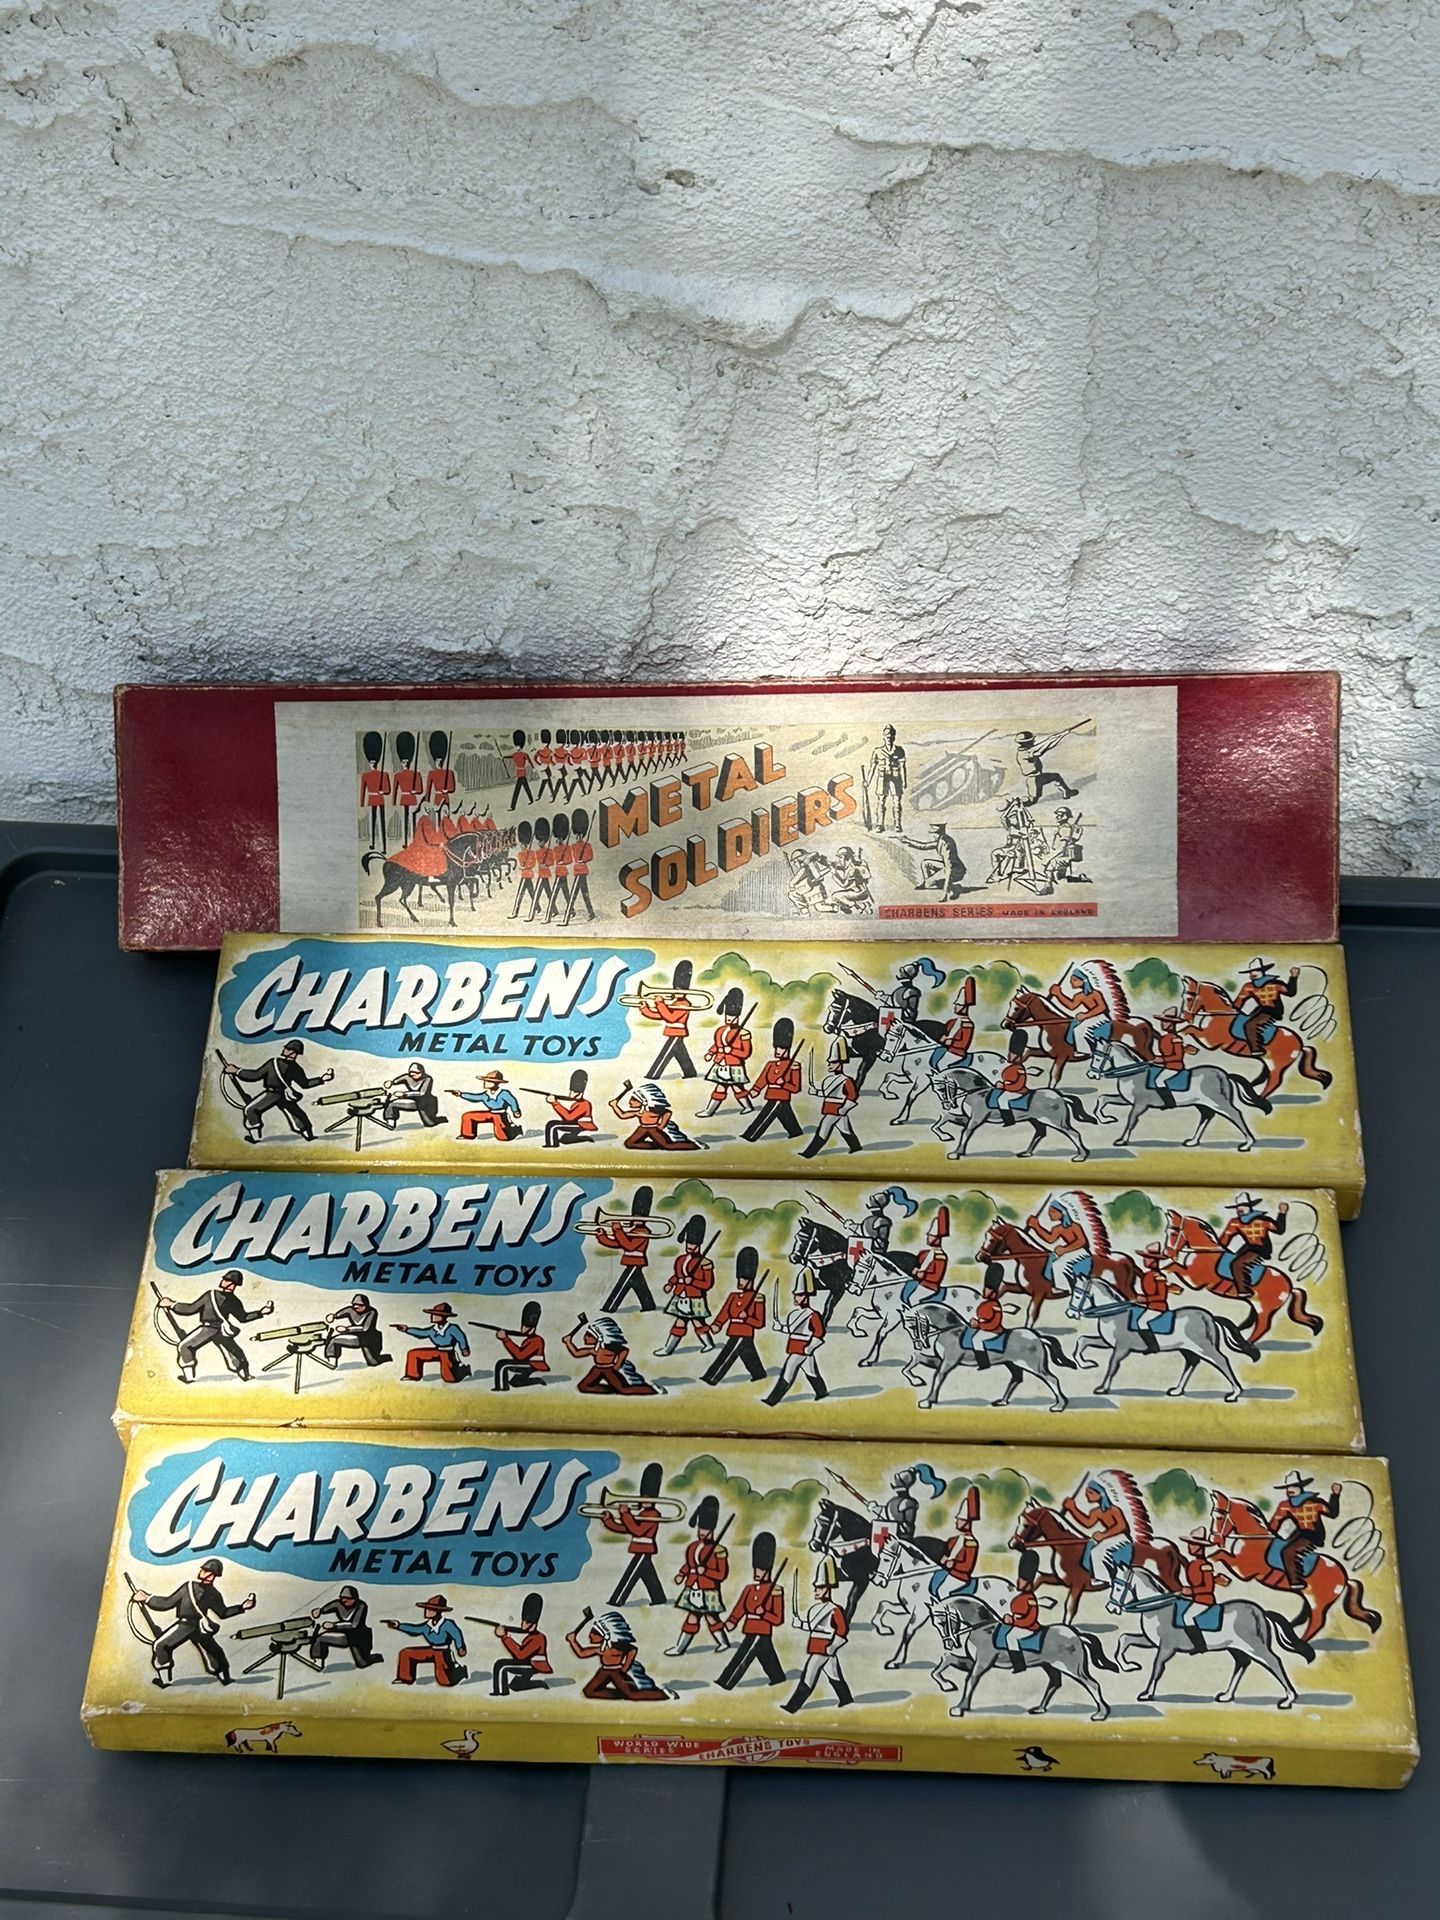 METAL
SOLDIERS
CHARBENS SERIES MADE IN ENGLAND
CHARBENS
METAL TOYS
CHARBENS
METAL TOYS
CHARBENS
METAL TOYS
WORLD WIDE
SERIES
CHARBENS TOYS
MADE IN
ENGLAND